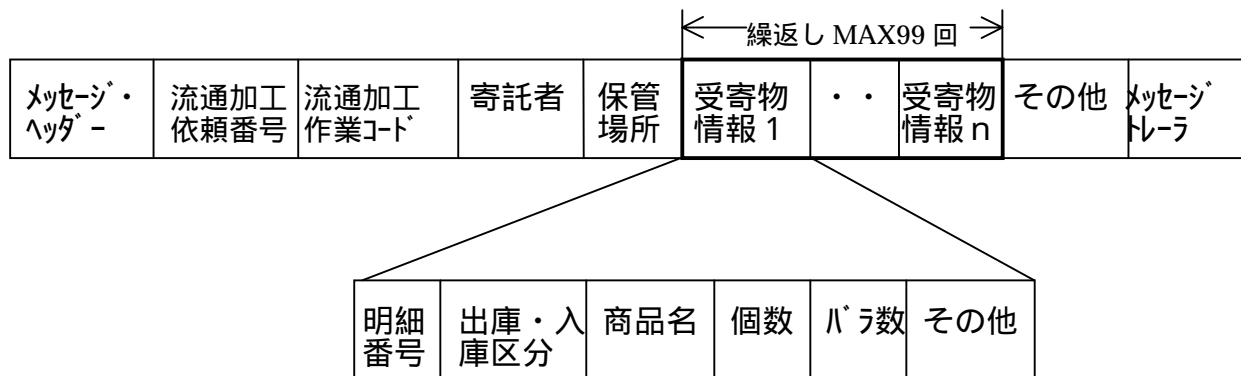 繰返し MAX99 回
ﾒｯｾｰｼﾞ・
ﾍｯﾀﾞｰ
流通加工
依頼番号
流通加工
作業ｺｰﾄﾞ
寄託者
保管
場所
受寄物
情報 1
・・
受寄物
情報 n
その他
ﾒｯｾｰｼﾞ
ﾄﾚｰﾗ
明細
番号
出庫・入
庫区分
商品名
個数
ﾊﾞﾗ数
その他